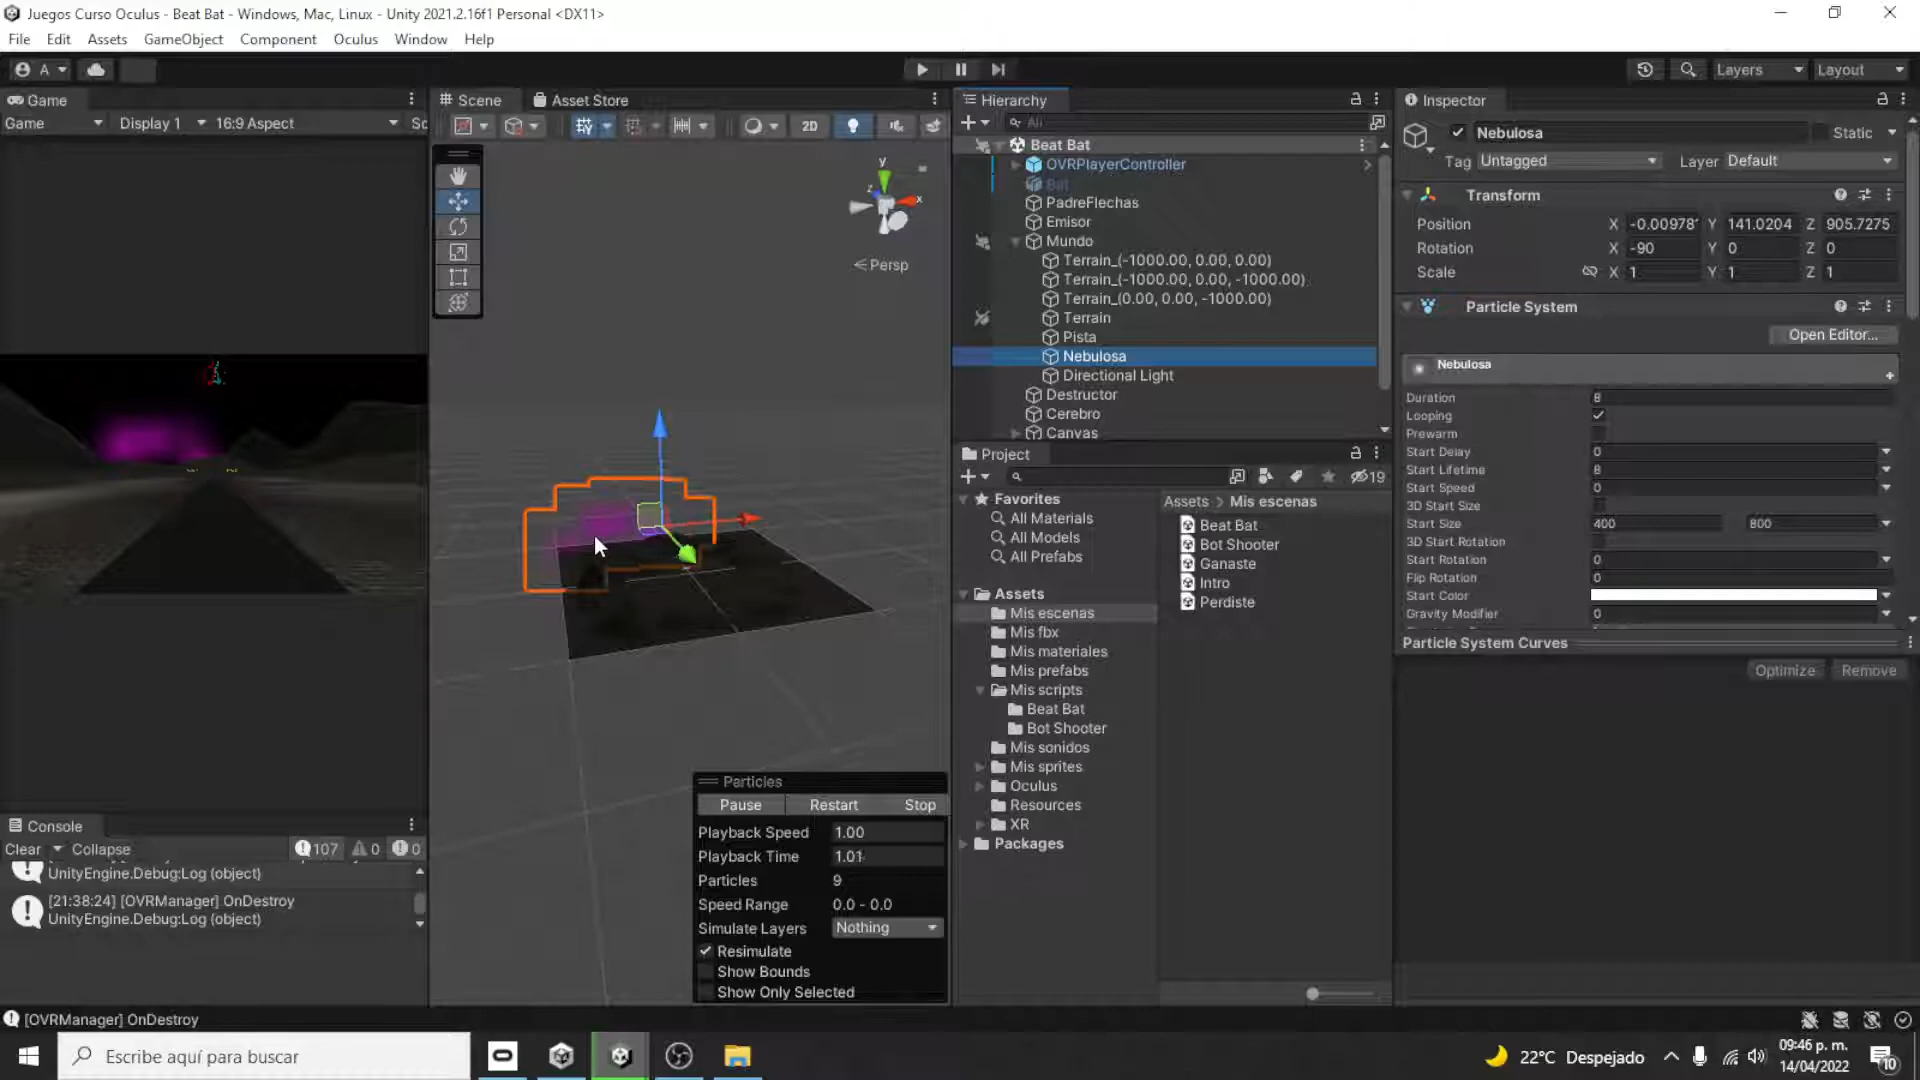 Juegos Curso Oculus - Beat Bat - Windows, Mac, Linux - Unity 2021.2.16f1 Personal <DX11>
File Edit Assets GameObject Component Oculus Window Help
A Layers Layout
Game
Game Display 1 16:9 Aspect Sc
Scene Asset Store
2D
y
z
x
Persp
Hierarchy
All
Beat Bat
OVRPlayerController
Bat
PadreFlechas
Emisor
Mundo
Terrain_(-1000.00, 0.00, 0.00)
Terrain_(-1000.00, 0.00, -1000.00)
Terrain_(0.00, 0.00, -1000.00)
Terrain
Pista
Nebulosa
Directional Light
Destructor
Cerebro
Canvas
Project
19
Favorites
All Materials
All Models
All Prefabs
Assets
Mis escenas
Mis fbx
Mis materiales
Mis prefabs
Mis scripts
Beat Bat
Bot Shooter
Mis sonidos
Mis sprites
Oculus
Resources
XR
Packages
Assets > Mis escenas
Beat Bat
Bot Shooter
Ganaste
Intro
Perdiste
Inspector
Nebulosa Static
Tag Untagged Layer Default
Transform
Position X -0.00978 Y 141.0204 Z 905.7275
Rotation X -90 Y 0 Z 0
Scale X 1 Y 1 Z 1
Particle System
Open Editor...
Nebulosa
Duration 8
Looping
Prewarm
Start Delay 0
Start Lifetime 8
Start Speed 0
3D Start Size
Start Size 400 800
3D Start Rotation
Start Rotation 0
Flip Rotation 0
Start Color
Gravity Modifier 0
Particle System Curves
Optimize Remove
Particles
Pause Restart Stop
Playback Speed 1.00
Playback Time 1.01
Particles 9
Speed Range 0.0 - 0.0
Simulate Layers Nothing
Resimulate
Show Bounds
Show Only Selected
Console
Clear Collapse 107 0 0
UnityEngine.Debug:Log (object)
[21:38:24] [OVRManager] OnDestroy
UnityEngine.Debug:Log (object)
[OVRManager] OnDestroy
Escribe aquí para buscar
22°C Despejado
09:46 p. m.
14/04/2022
10